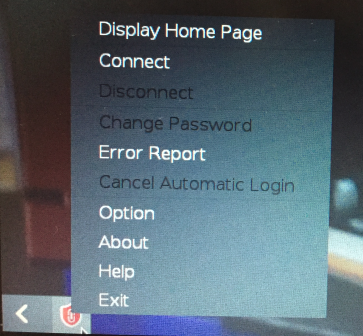 Display Home Page
Connect
Disconnect
Change Password
Error Report
Cancel Automatic Login
Option
About
Help
Exit